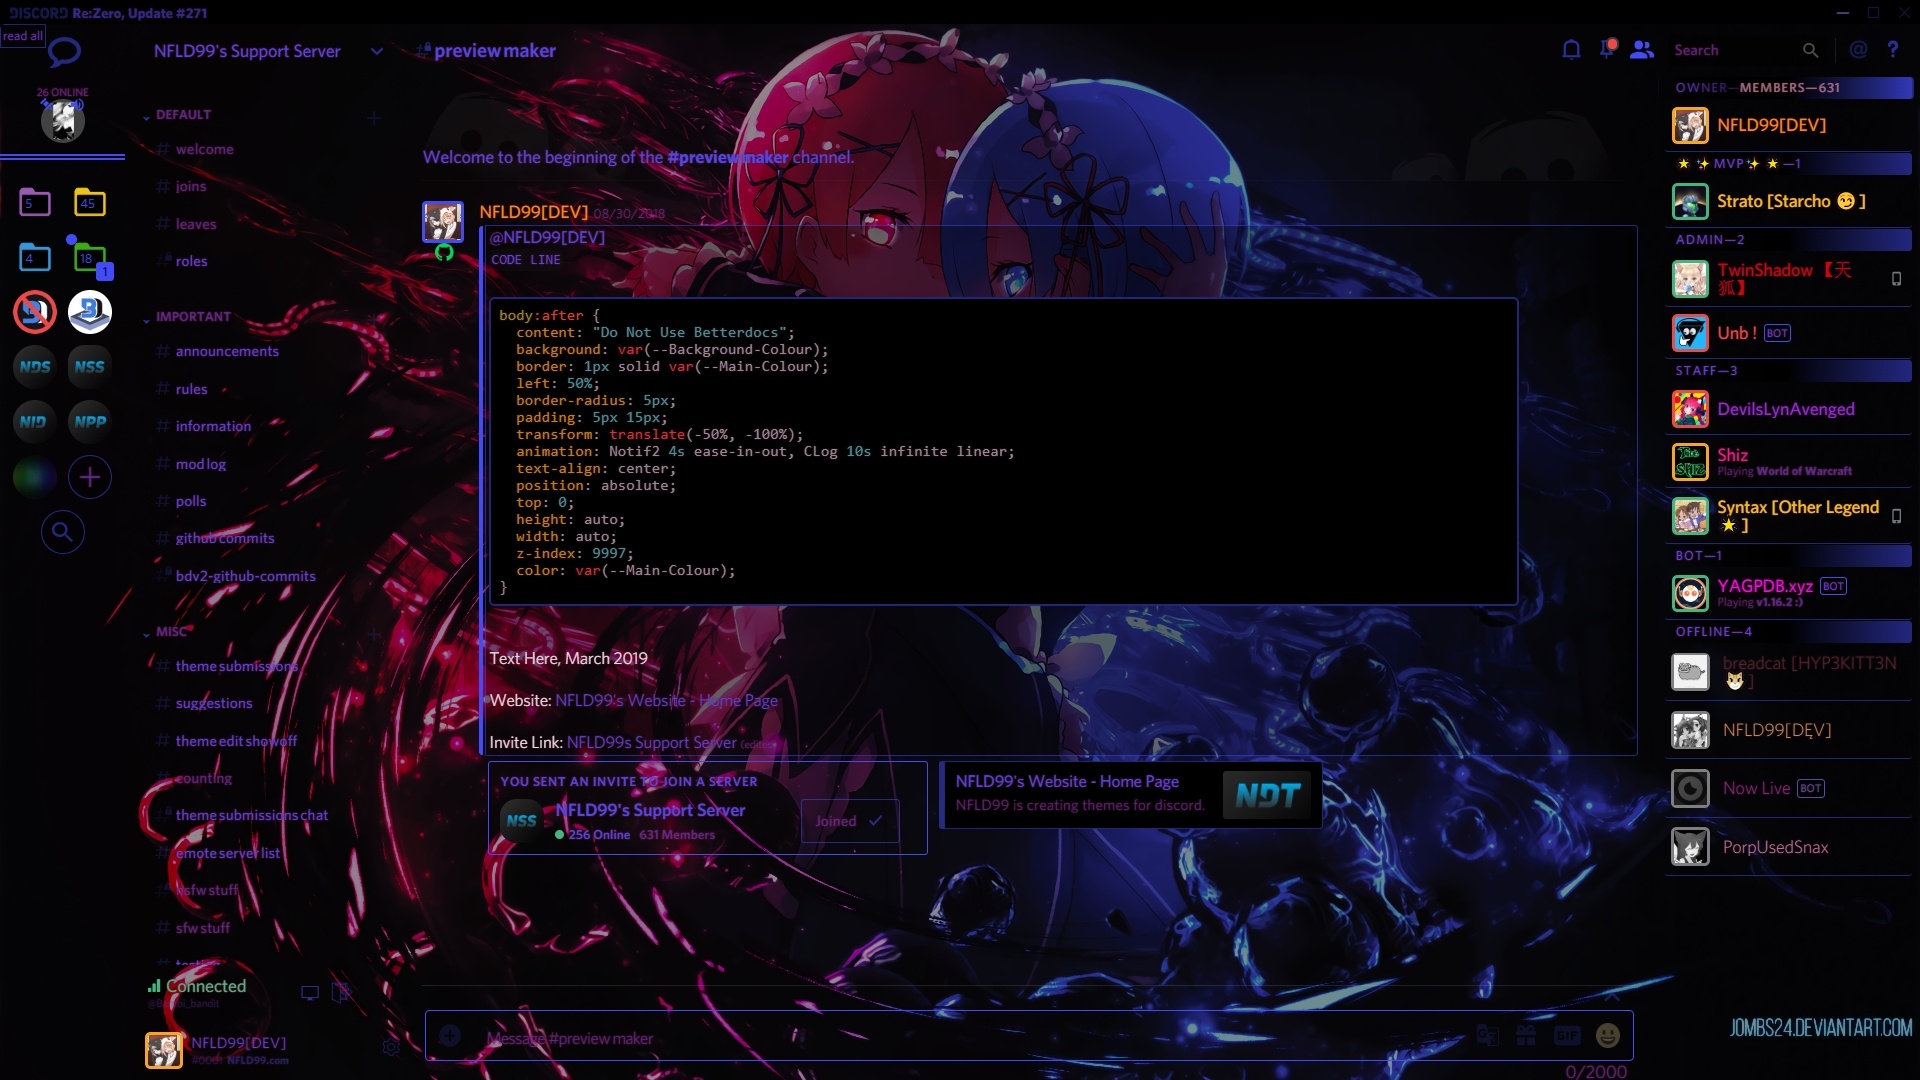 DISCORD Re:Zero, Update #271
read all
26 ONLINE
5
45
4
18
1
NDS
NSS
NID
NPP
NFLD99's Support Server
DEFAULT
welcome
joins
leaves
roles
IMPORTANT
announcements
rules
information
mod log
polls
github commits
bdv2-github-commits
MISC
theme submissions
suggestions
theme edit showoff
counting
theme submissions chat
emote server list
nsfw stuff
sfw stuff
Connected
NFLD99[DEV]
#0001 NFLD99.com
# preview maker
Search
@ ?
Welcome to the beginning of the #preview maker channel.
NFLD99[DEV] 08/30/2018
@NFLD99[DEV]
CODE LINE
body:after {
content: "Do Not Use Betterdocs";
background: var(--Background-Colour);
border: 1px solid var(--Main-Colour);
left: 50%;
border-radius: 5px;
padding: 5px 15px;
transform: translate(-50%, -100%);
animation: Notif2 4s ease-in-out, CLog 10s infinite linear;
text-align: center;
position: absolute;
top: 0;
height: auto;
width: auto;
z-index: 9997;
color: var(--Main-Colour);
}
Text Here, March 2019
Website: NFLD99's Website - Home Page
Invite Link: NFLD99s Support Server (edited)
YOU SENT AN INVITE TO JOIN A SERVER
NSS
NFLD99's Support Server
256 Online 631 Members
Joined
NFLD99's Website - Home Page
NFLD99 is creating themes for discord.
NDT
Message #preview maker
GIF
0/2000
OWNER—MEMBERS—631
NFLD99[DEV]
🌟✨MVP✨🌟—1
Strato [Starcho 😏]
ADMIN—2
TwinShadow 【天
狐】
Unb ! BOT
STAFF—3
DevilsLynAvenged
Shiz
Playing World of Warcraft
Syntax [Other Legend
🌟]
BOT—1
YAGPDB.xyz BOT
Playing v1.16.2 :)
OFFLINE—4
breadcat [HYP3KITT3N
🐱]
NFLD99[DĘV]
Now Live BOT
PorpUsedSnax
JOMBS24.DEVIANTART.COM